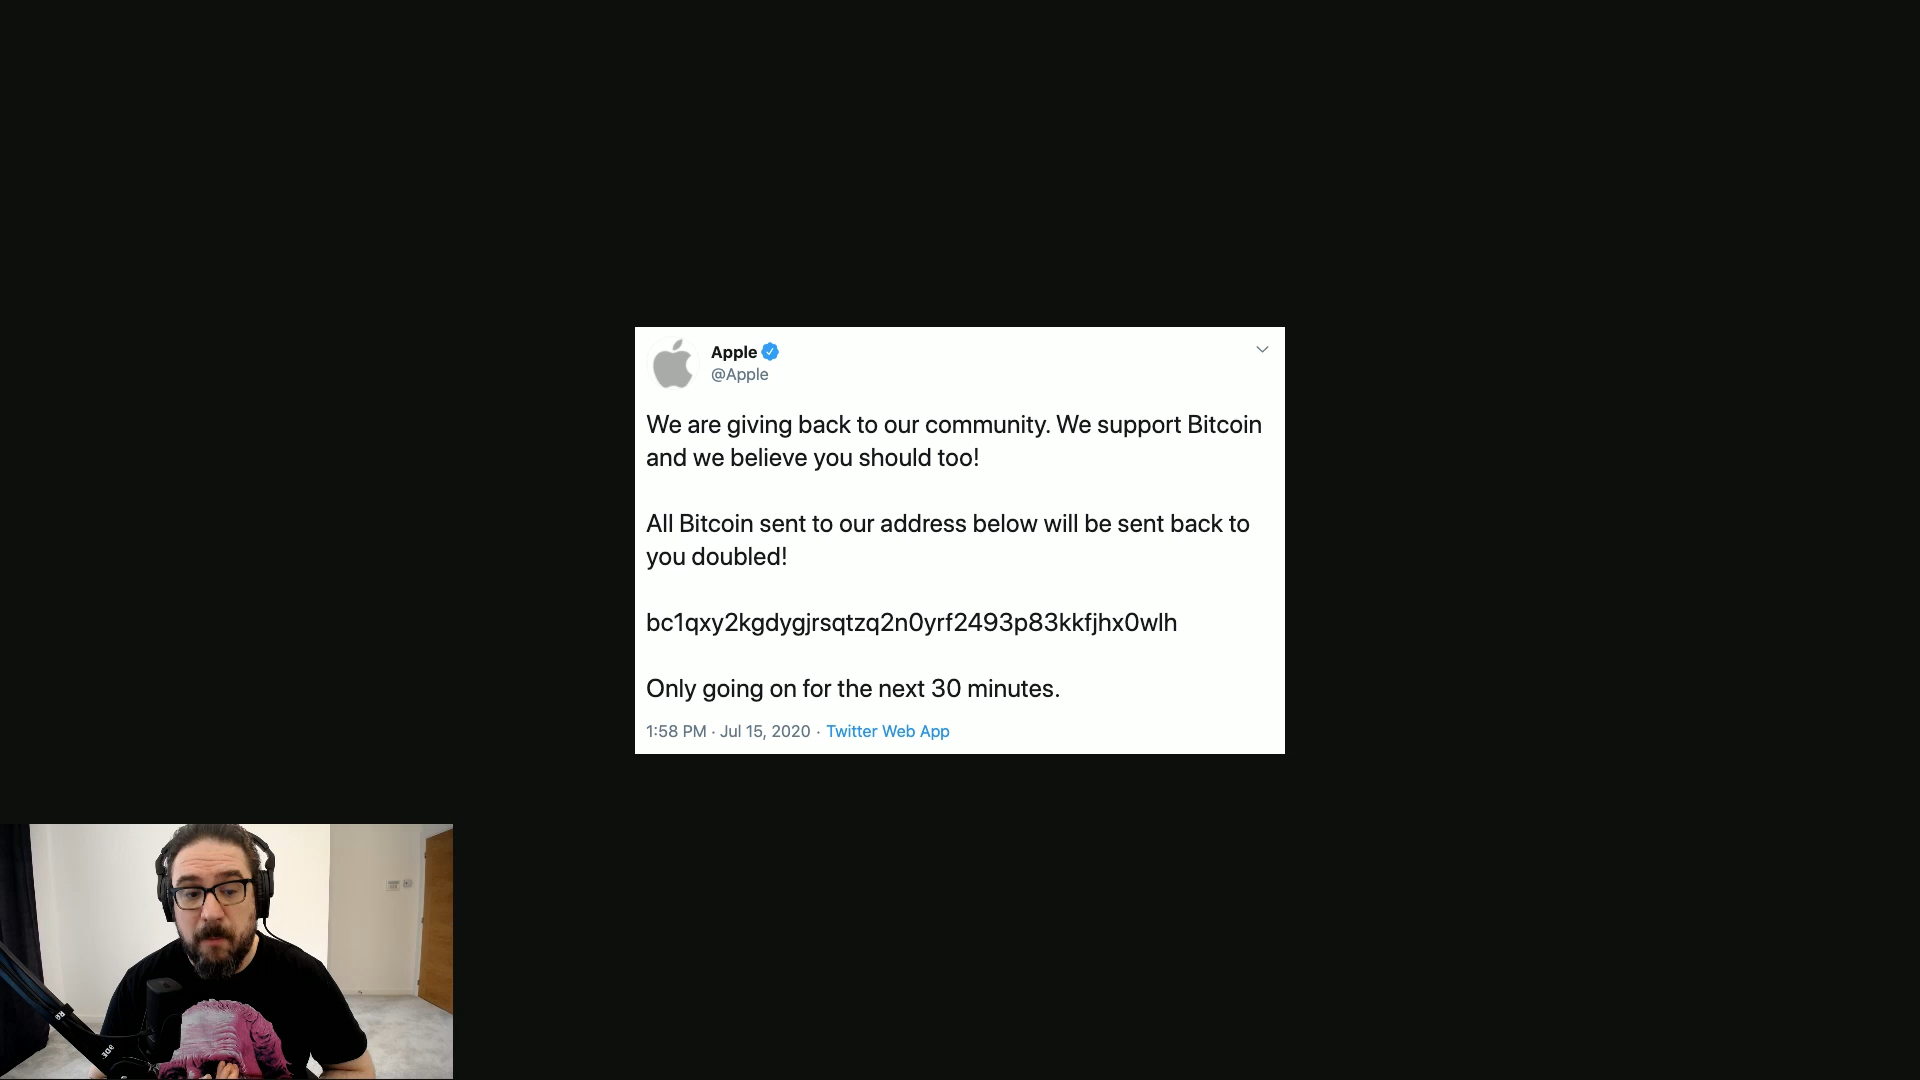 Apple
@Apple
We are giving back to our community. We support Bitcoin
and we believe you should too!
All Bitcoin sent to our address below will be sent back to
you doubled!
bc1qxy2kgdygjrsqtzq2n0yrf2493p83kkfjhx0wlh
Only going on for the next 30 minutes.
1:58 PM · Jul 15, 2020 · Twitter Web App